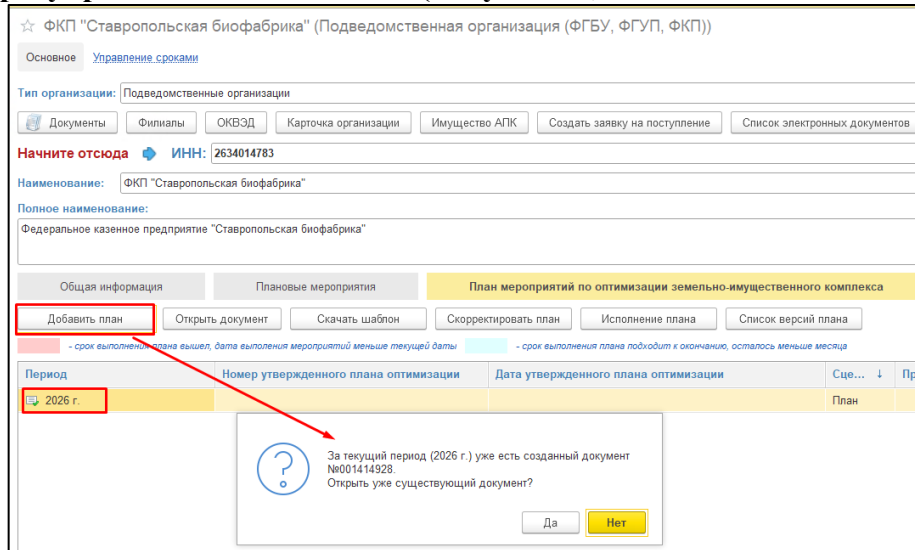 ФКП "Ставропольская биофабрика" (Подведомственная организация (ФГБУ, ФГУП, ФКП))
Основное Управление сроками
Тип организации: Подведомственные организации
Документы Филиалы ОКВЭД Карточка организации Имущество АПК Создать заявку на поступление Список электронных документов
Начните отсюда ИНН: 2634014783
Наименование: ФКП "Ставропольская биофабрика"
Полное наименование:
Федеральное казенное предприятие "Ставропольская биофабрика"
Общая информация Плановые мероприятия План мероприятий по оптимизации земельно-имущественного комплекса
Добавить план Открыть документ Скачать шаблон Скорректировать план Исполнение плана Список версий плана
- срок выполнения плана вышел, дата выполения мероприятий меньше текущей даты - срок выполнения плана подходит к окончанию, осталось меньше месяца
Период Номер утвержденного плана оптимизации Дата утвержденного плана оптимизации Сце... ↓ Пр
2026 г. План
За текущий период (2026 г.) уже есть созданный документ
№001414928.
Открыть уже существующий документ?
Да Нет